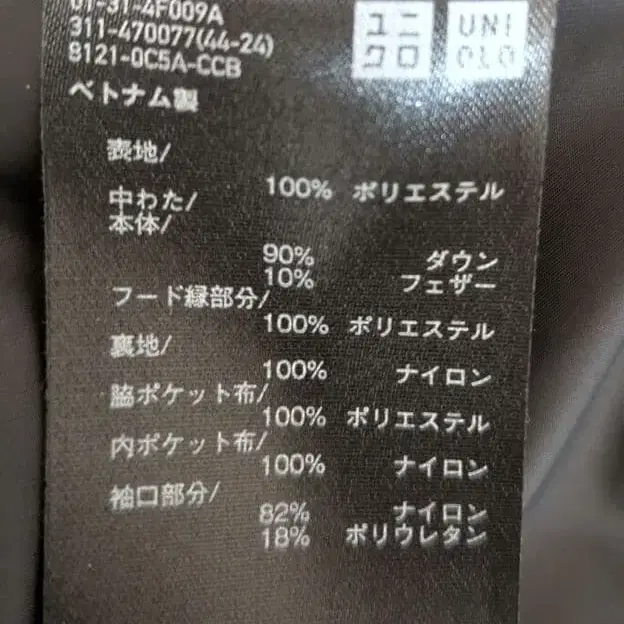 01-31-4F009A
311-470077(44-24)
8121-0C5A-CCB
ユニ
クロ
UNI
QLO
ベトナム製
表地/
100% ポリエステル
中わた/
本体/
90% ダウン
10% フェザー
フード縁部分/
100% ポリエステル
裏地/
100% ナイロン
脇ポケット布/
100% ポリエステル
内ポケット布/
100% ナイロン
袖口部分/
82% ナイロン
18% ポリウレタン